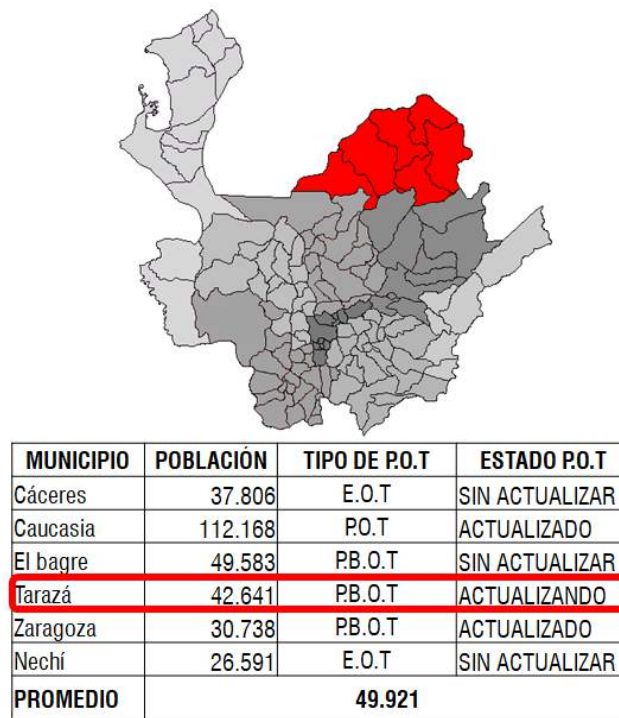 MUNICIPIO POBLACIÓN TIPO DE P.O.T ESTADO P.O.T
Cáceres 37.806 E.O.T SIN ACTUALIZAR
Caucasia 112.168 P.O.T ACTUALIZADO
El bagre 49.583 P.B.O.T SIN ACTUALIZAR
Tarazá 42.641 P.B.O.T ACTUALIZANDO
Zaragoza 30.738 P.B.O.T ACTUALIZADO
Nechí 26.591 E.O.T SIN ACTUALIZAR
PROMEDIO 49.921